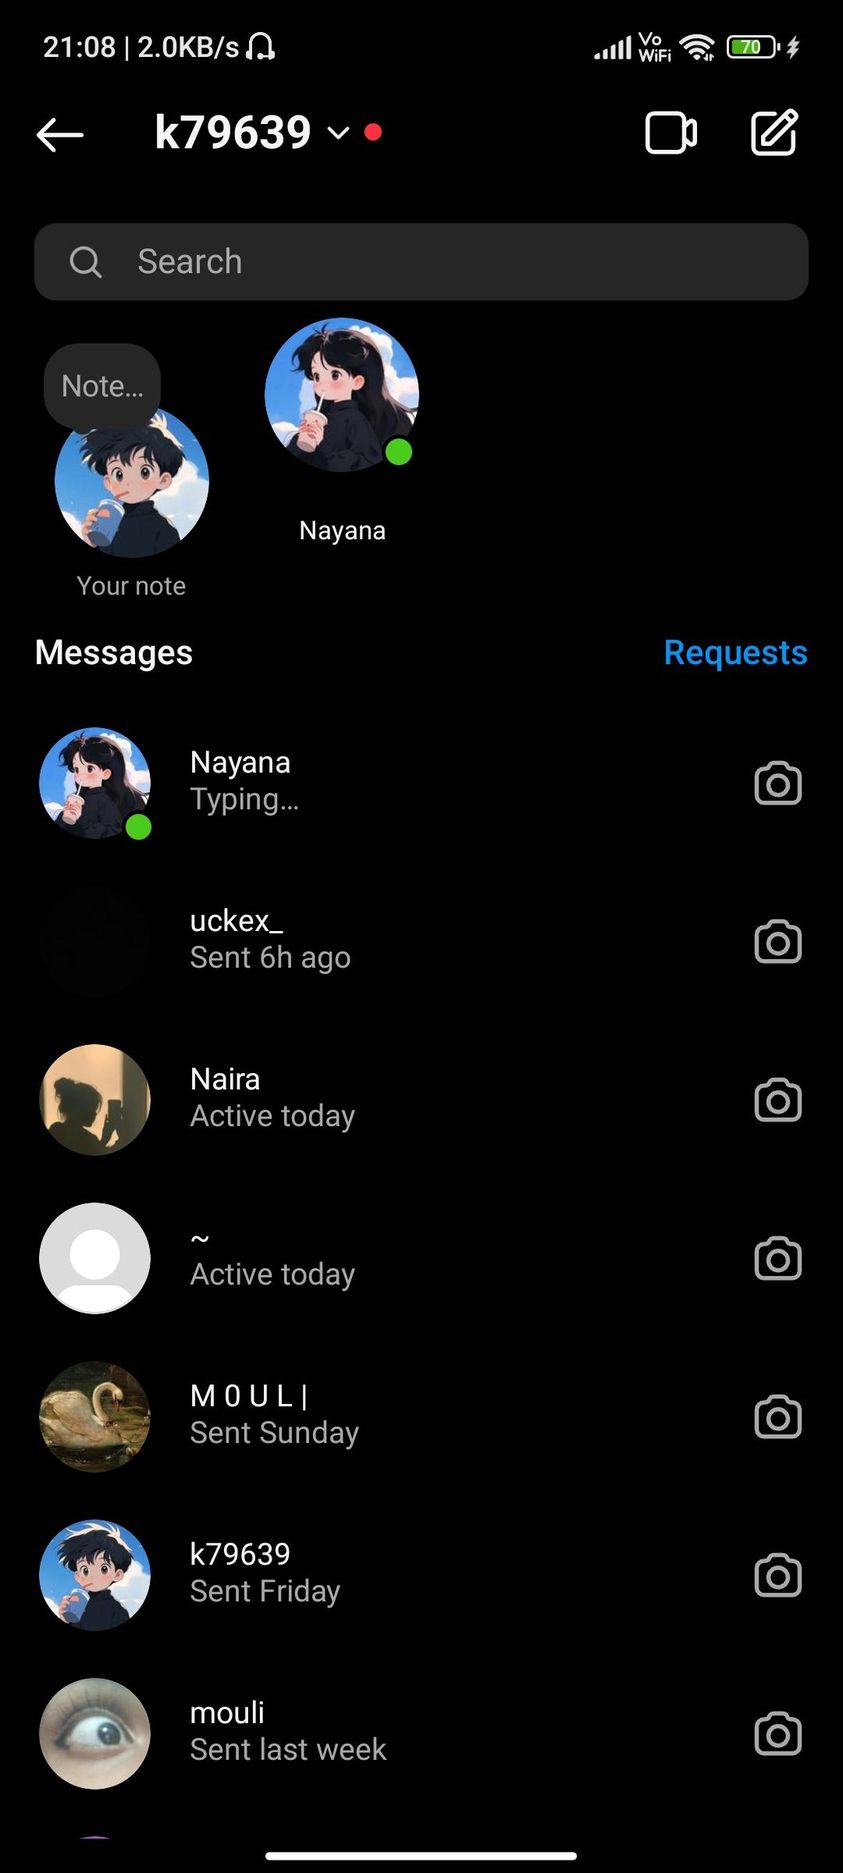 21:08 | 2.0KB/s
Vo
WiFi
70
k79639
Search
Note...
Your note
Nayana
Messages
Requests
Nayana
Typing...
uckex_
Sent 6h ago
Naira
Active today
~
Active today
M 0 U L |
Sent Sunday
k79639
Sent Friday
mouli
Sent last week